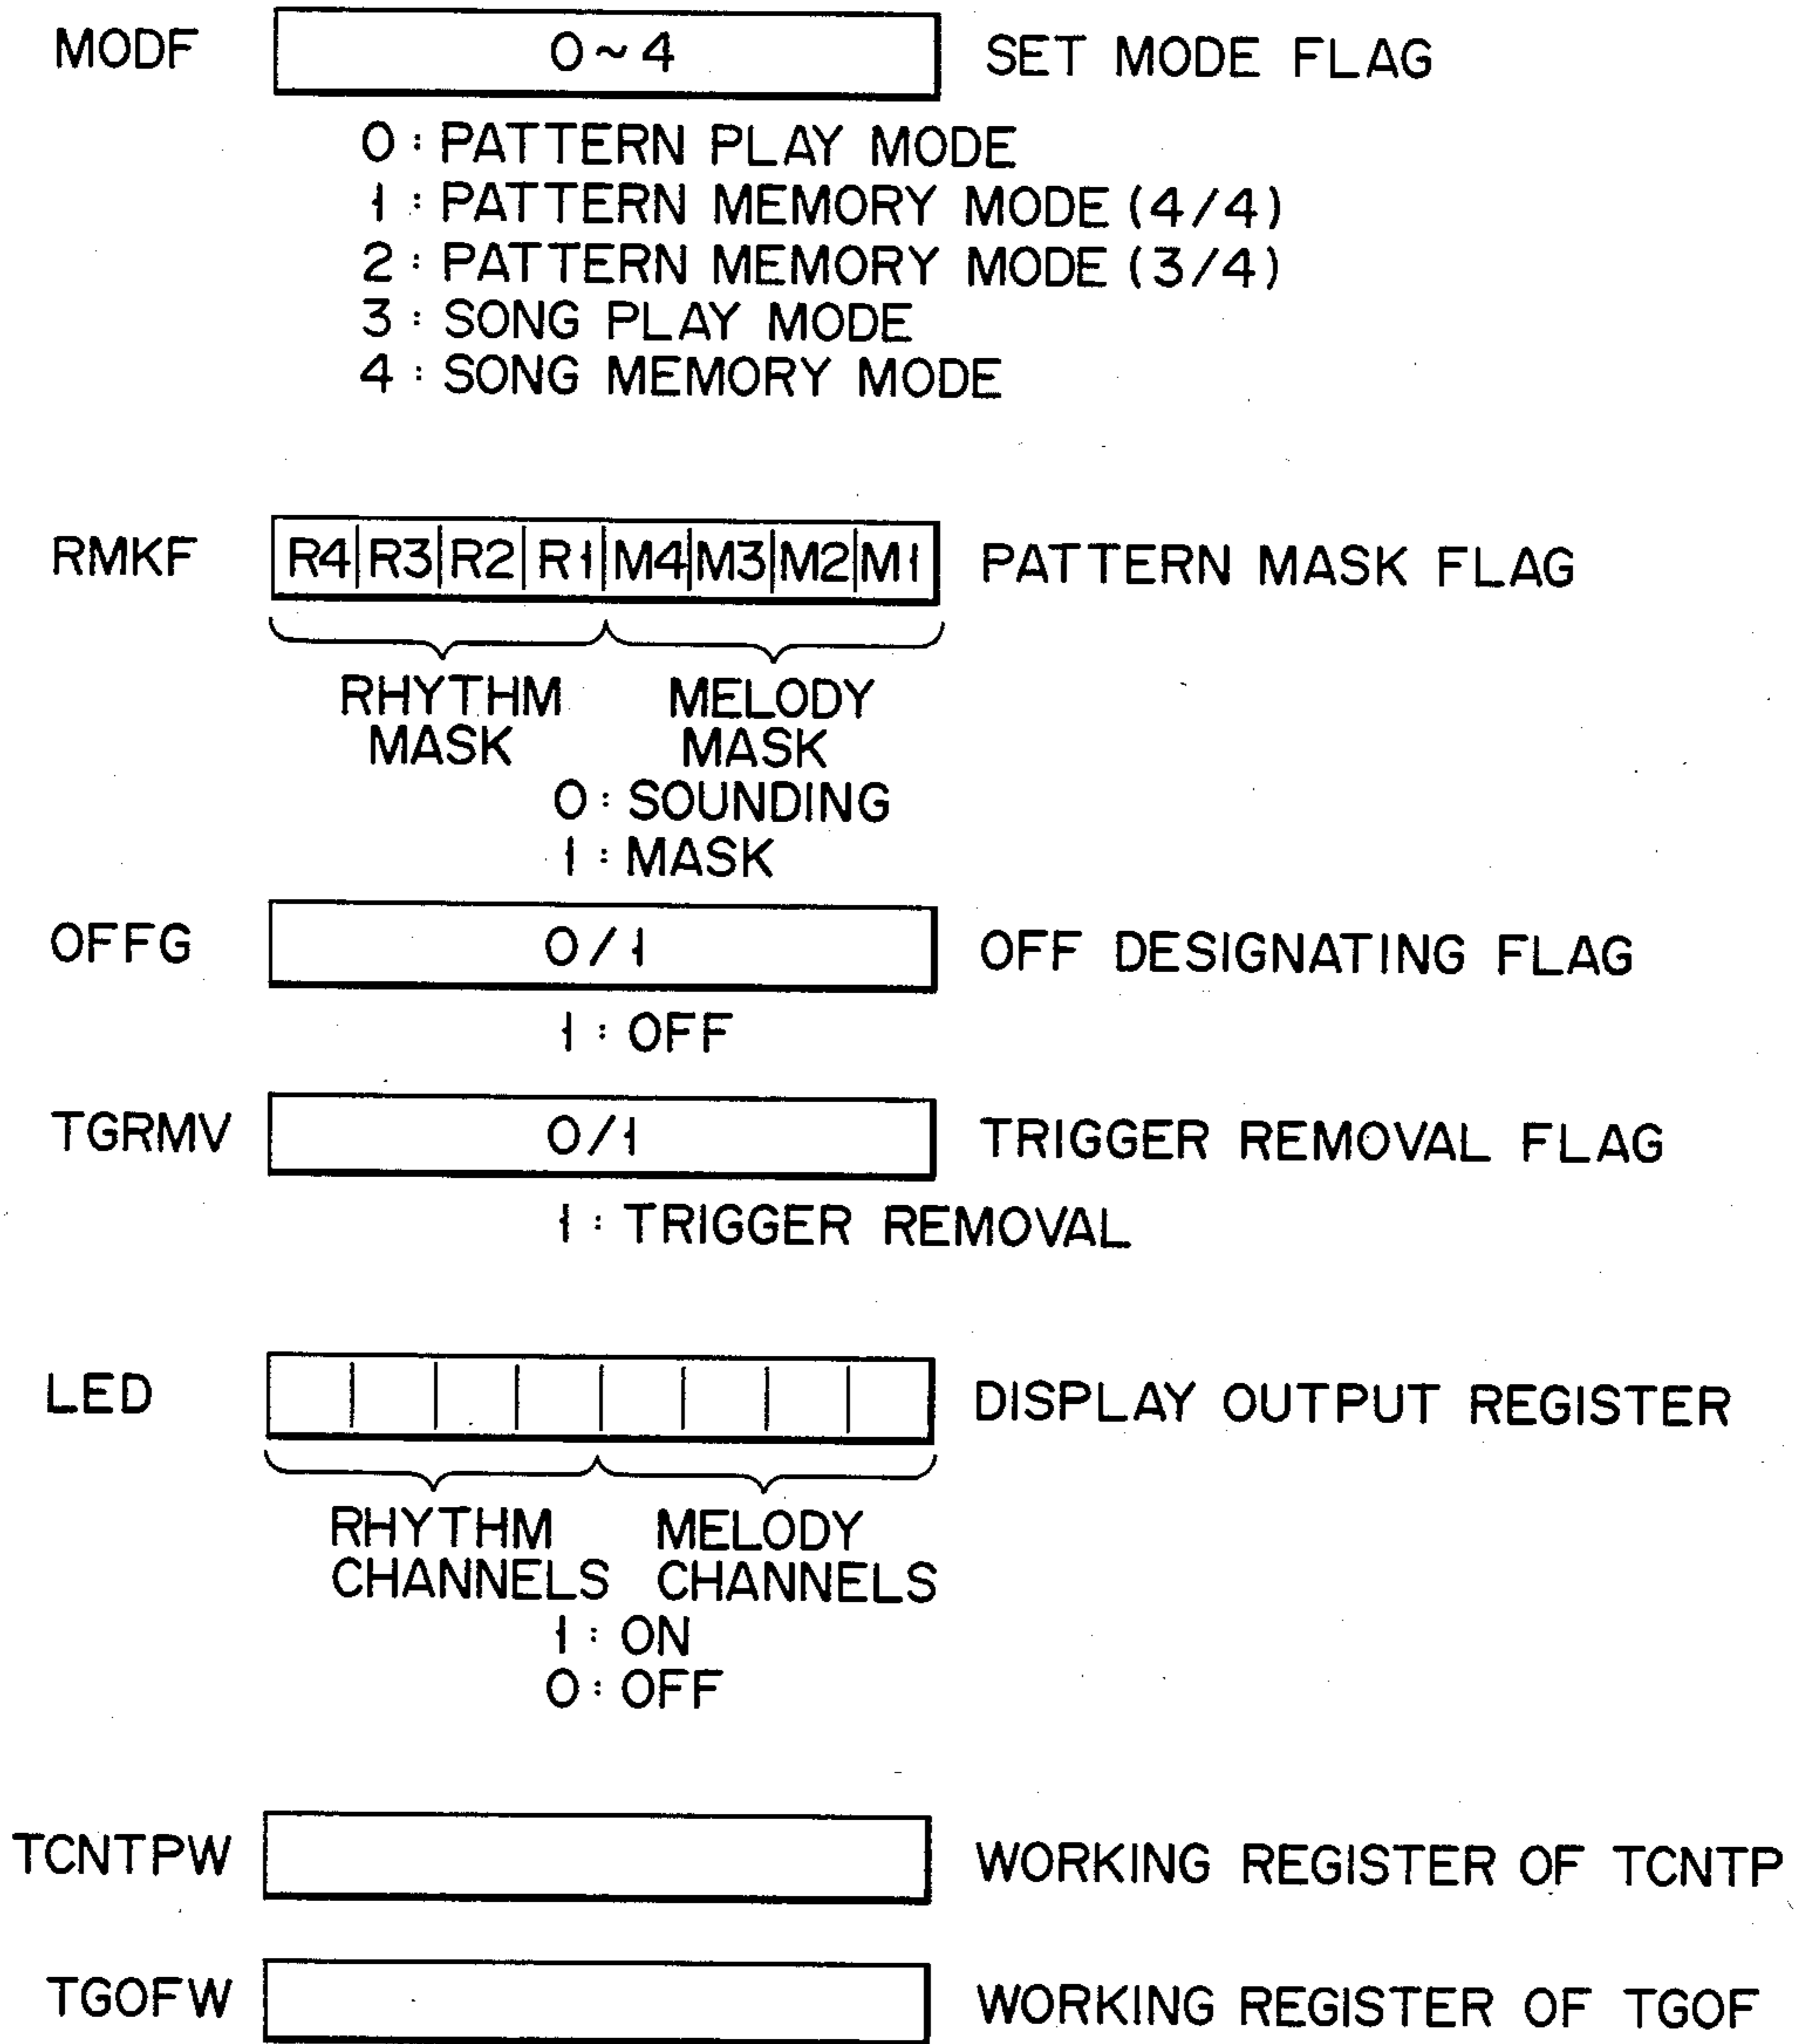 MODF 0~4 SET MODE FLAG
0 : PATTERN PLAY MODE
1 : PATTERN MEMORY MODE (4/4)
2 : PATTERN MEMORY MODE (3/4)
3 : SONG PLAY MODE
4 : SONG MEMORY MODE
RMKF R4 R3 R2 R1 M4 M3 M2 M1 PATTERN MASK FLAG
RHYTHM MELODY
MASK MASK
0 : SOUNDING
1 : MASK
OFFG 0/1 OFF DESIGNATING FLAG
1 : OFF
TGRMV 0/1 TRIGGER REMOVAL FLAG
1 : TRIGGER REMOVAL
LED DISPLAY OUTPUT REGISTER
RHYTHM MELODY
CHANNELS CHANNELS
1 : ON
0 : OFF
TCNTPW WORKING REGISTER OF TCNTP
TGOFW WORKING REGISTER OF TGOF